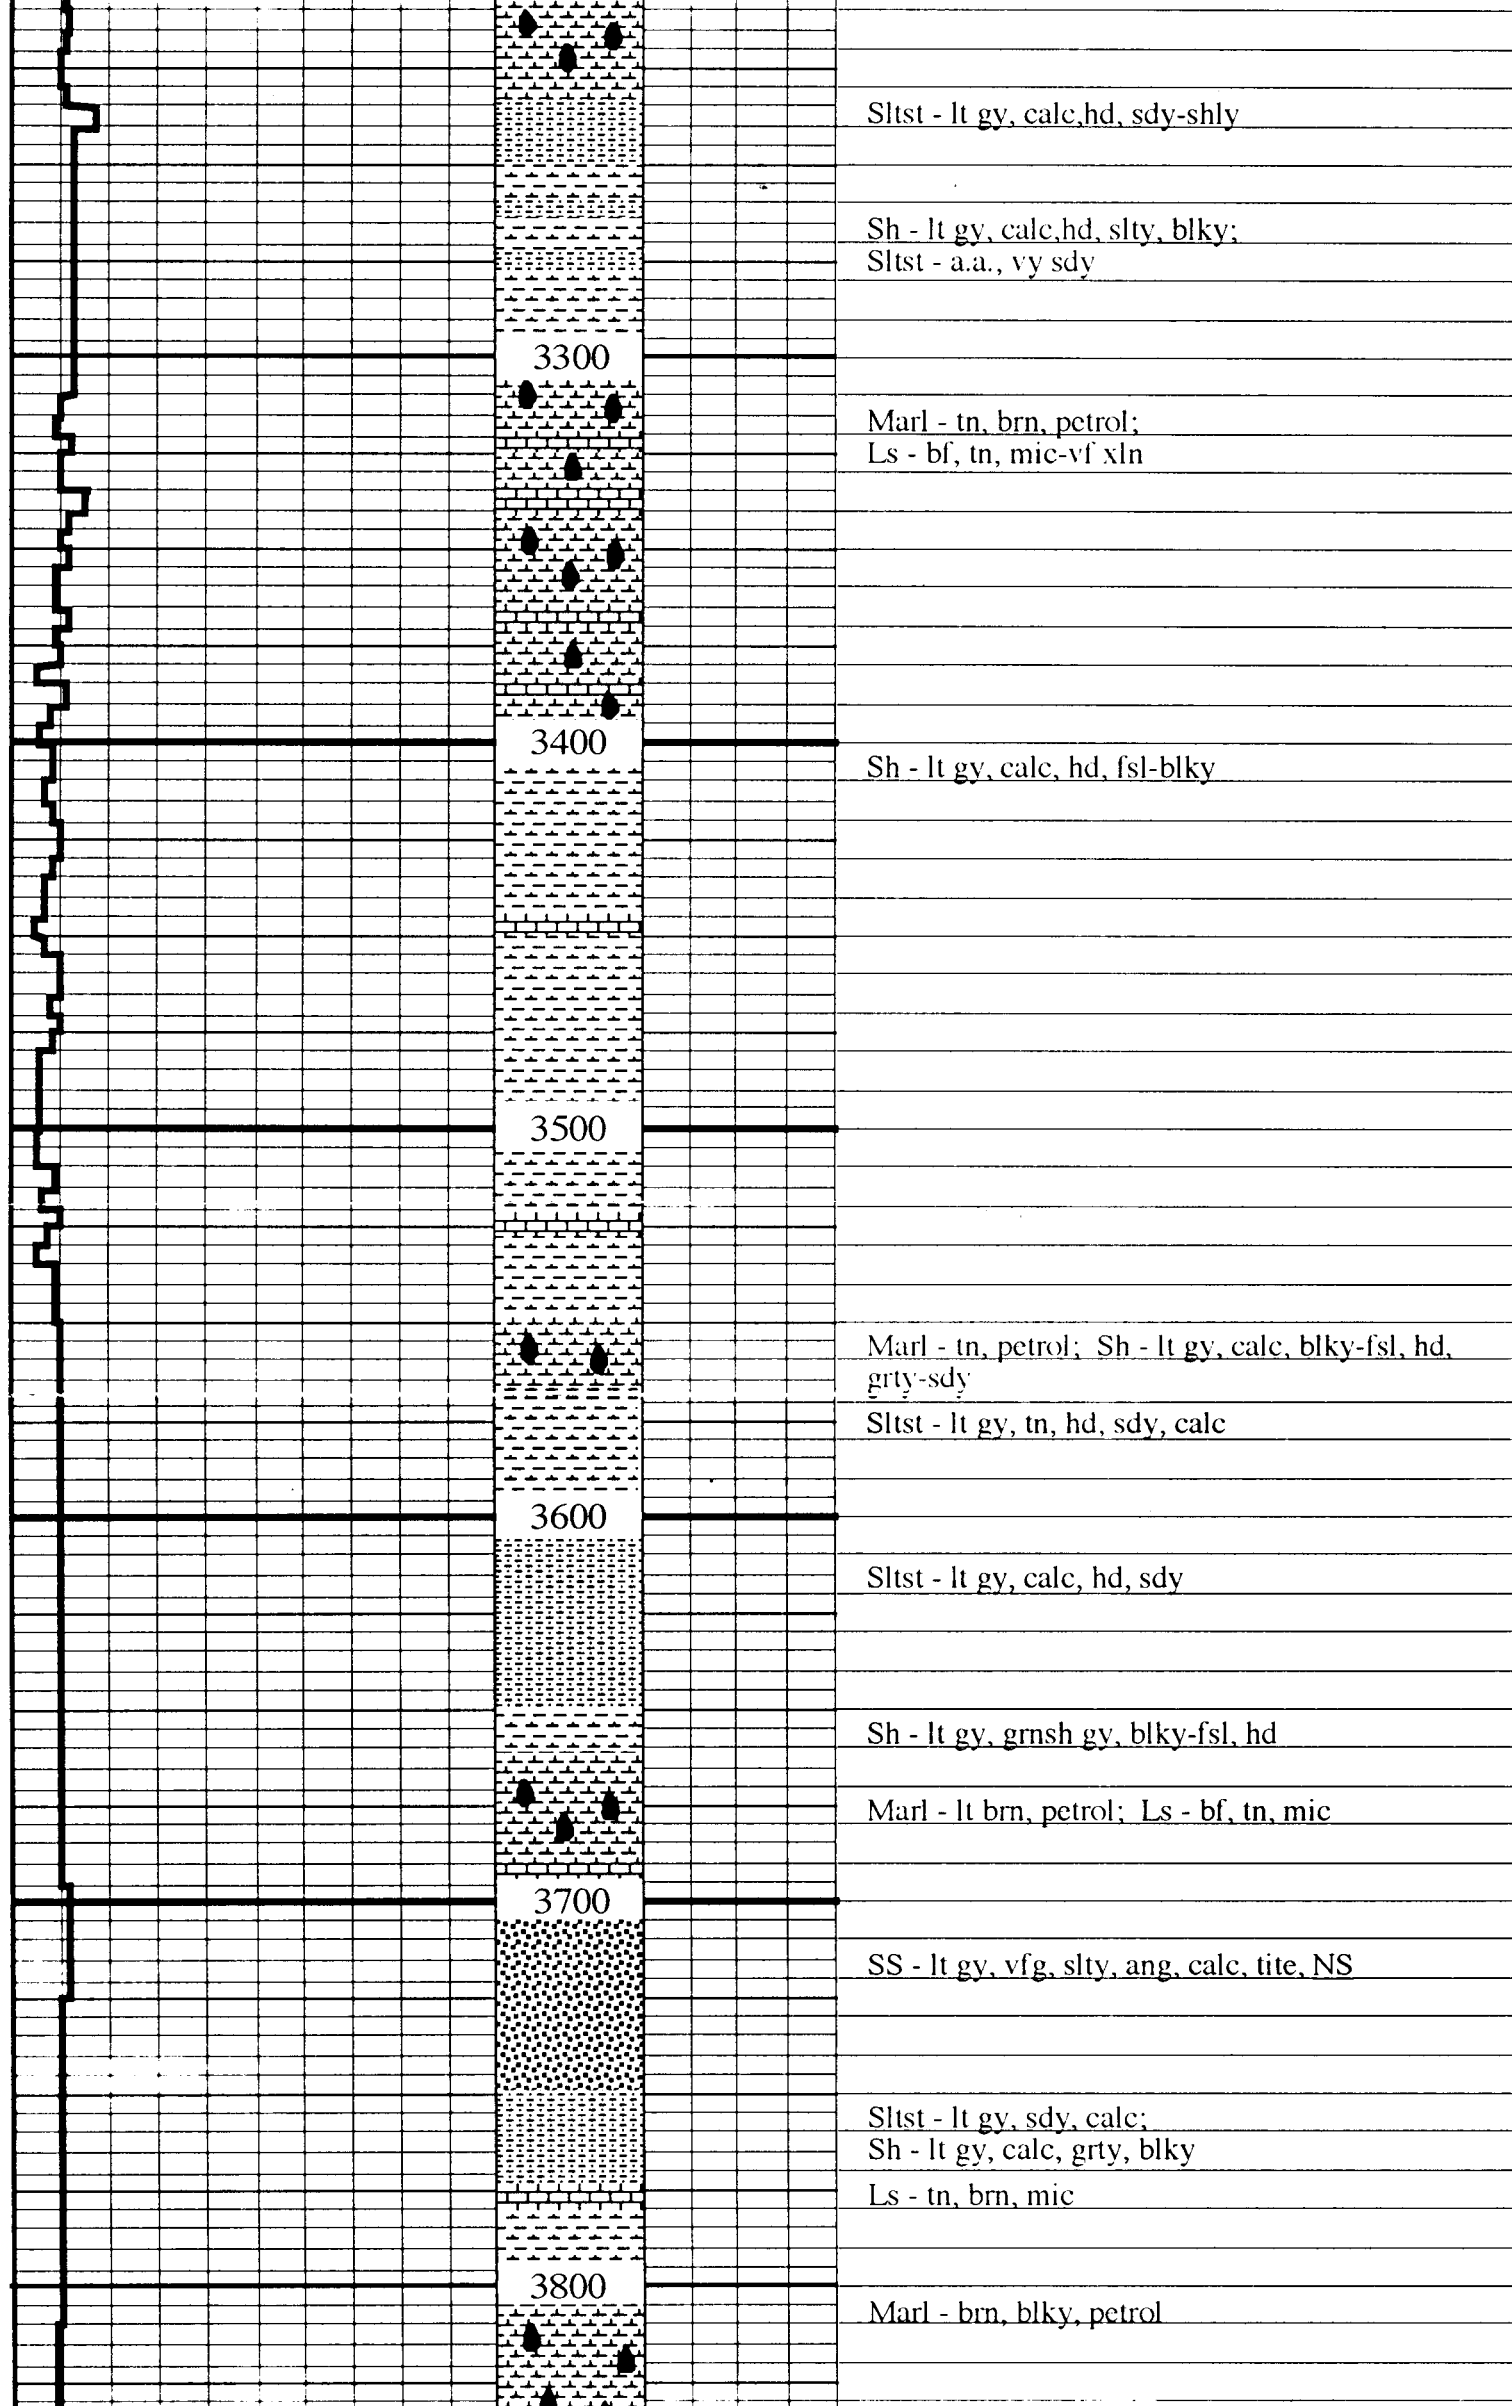 Sltst - lt gy, calc,hd, sdy-shly
Sh - lt gy, calc,hd, slty, blky;
Sltst - a.a., vy sdy
3300
Marl - tn, brn, petrol;
Ls - bf, tn, mic-vf xln
3400
Sh - lt gy, calc, hd, fsl-blky
3500
Marl - tn, petrol; Sh - lt gy, calc, blky-fsl, hd,
grty-sdy
Sltst - lt gy, tn, hd, sdy, calc
3600
Sltst - lt gy, calc, hd, sdy
Sh - lt gy, grnsh gy, blky-fsl, hd
Marl - lt brn, petrol; Ls - bf, tn, mic
3700
SS - lt gy, vfg, slty, ang, calc, tite, NS
Sltst - lt gy, sdy, calc;
Sh - lt gy, calc, grty, blky
Ls - tn, brn, mic
3800
Marl - brn, blky, petrol